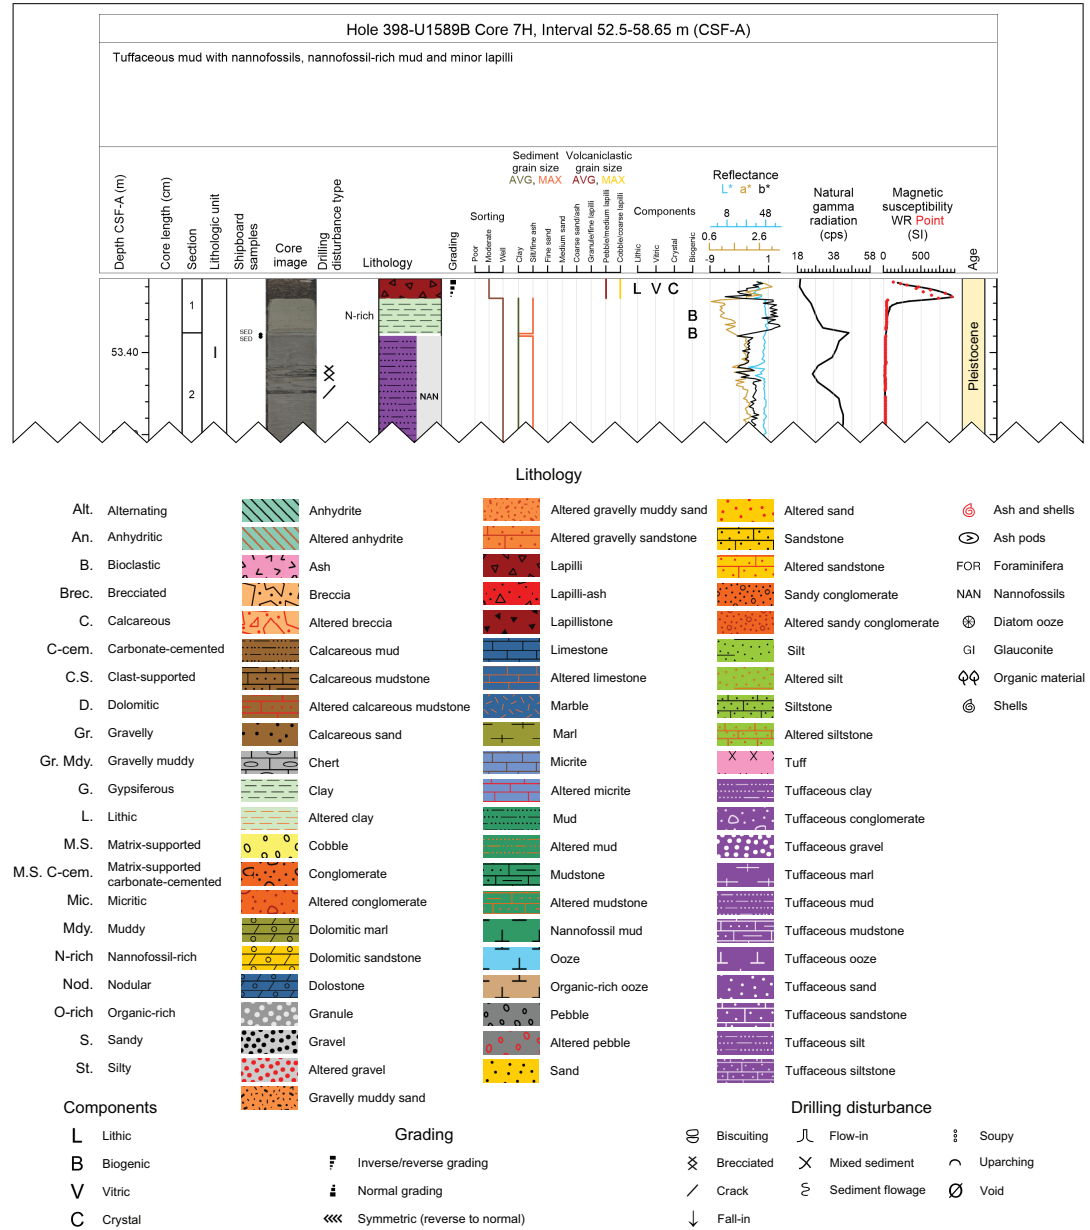 Hole 398-U1589B Core 7H, Interval 52.5-58.65 m (CSF-A)
Tuffaceous mud with nannofossils, nannofossil-rich mud and minor lapilli
Depth CSF-A (m)
Core length (cm)
Section
Lithologic unit
Shipboard
samples
Core
image
Drilling
disturbance type
Lithology
Grading
Sorting
Poor
Moderate
Well
Sediment
grain size
AVG, MAX
Volcaniclastic
grain size
AVG, MAX
Clay
Silt/fine ash
Fine sand
Medium sand
Coarse sand/ash
Granule/fine lapilli
Pebble/medium lapilli
Cobble/coarse lapilli
Components
Lithic
Vitric
Crystal
Biogenic
Reflectance
L* a* b*
8 48
0.6 2.6
-9 1
Natural
gamma
radiation
(cps)
18 38 58
Magnetic
susceptibility
WR Point
(SI)
0 500
Age
1
N-rich
L V C
B
SED
SED
B
53.40
I
2
NAN
Pleistocene
Lithology
Alt. Alternating
An. Anhydritic
B. Bioclastic
Brec. Brecciated
C. Calcareous
C-cem. Carbonate-cemented
C.S. Clast-supported
D. Dolomitic
Gr. Gravelly
Gr. Mdy. Gravelly muddy
G. Gypsiferous
L. Lithic
M.S. Matrix-supported
M.S. C-cem. Matrix-supported
carbonate-cemented
Mic. Micritic
Mdy. Muddy
N-rich Nannofossil-rich
Nod. Nodular
O-rich Organic-rich
S. Sandy
St. Silty
Anhydrite
Altered anhydrite
Ash
Breccia
Altered breccia
Calcareous mud
Calcareous mudstone
Altered calcareous mudstone
Calcareous sand
Chert
Clay
Altered clay
Cobble
Conglomerate
Altered conglomerate
Dolomitic marl
Dolomitic sandstone
Dolostone
Granule
Gravel
Altered gravel
Gravelly muddy sand
Altered gravelly muddy sand
Altered gravelly sandstone
Lapilli
Lapilli-ash
Lapillistone
Limestone
Altered limestone
Marble
Marl
Micrite
Altered micrite
Mud
Altered mud
Mudstone
Altered mudstone
Nannofossil mud
Ooze
Organic-rich ooze
Pebble
Altered pebble
Sand
Altered sand
Sandstone
Altered sandstone
Sandy conglomerate
Altered sandy conglomerate
Silt
Altered silt
Siltstone
Altered siltstone
Tuff
Tuffaceous clay
Tuffaceous conglomerate
Tuffaceous gravel
Tuffaceous marl
Tuffaceous mud
Tuffaceous mudstone
Tuffaceous ooze
Tuffaceous sand
Tuffaceous sandstone
Tuffaceous silt
Tuffaceous siltstone
Ash and shells
Ash pods
FOR Foraminifera
NAN Nannofossils
Diatom ooze
GI Glauconite
Organic material
Shells
Components
L Lithic
B Biogenic
V Vitric
C Crystal
Grading
Inverse/reverse grading
Normal grading
Symmetric (reverse to normal)
Drilling disturbance
Biscuiting
Brecciated
Crack
Fall-in
Flow-in
Mixed sediment
Sediment flowage
Soupy
Uparching
Void